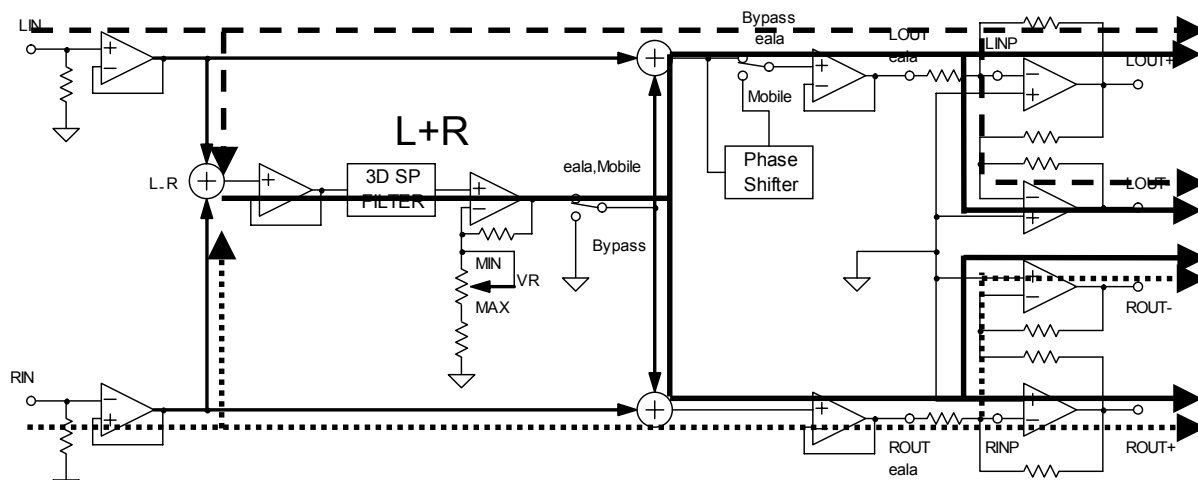 LIN
Bypass
eala
LOUT
eala
LINP
LOUT+
Mobile
L+R
L-R
3D SP
FILTER
eala,Mobile
Phase
Shifter
LOUT-
Bypass
MIN
VR
MAX
ROUT-
RIN
ROUT
eala
RINP
ROUT+